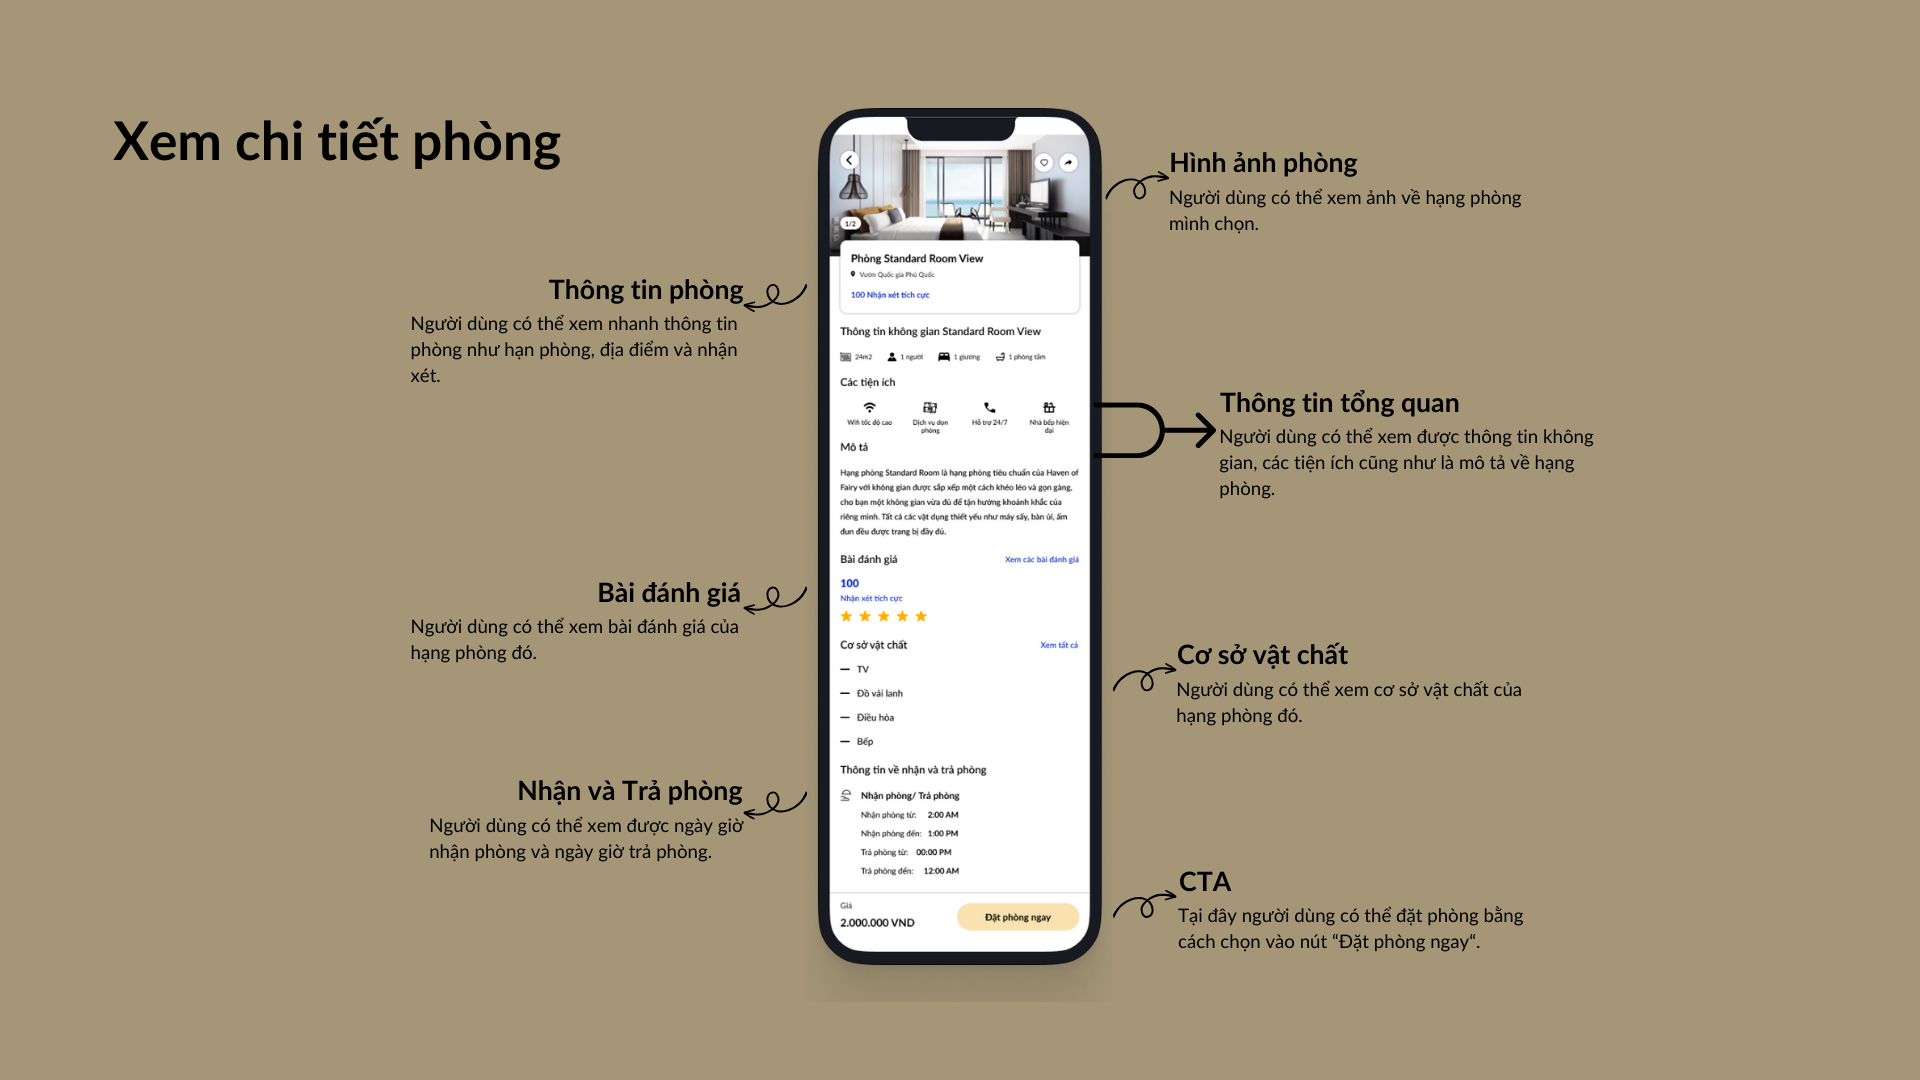 Xem chi tiết phòng
Thông tin phòng
Người dùng có thể xem nhanh thông tin
phòng như hạn phòng, địa điểm và nhận
xét.
Bài đánh giá
Người dùng có thể xem bài đánh giá của
hạng phòng đó.
Nhận và Trả phòng
Người dùng có thể xem được ngày giờ
nhận phòng và ngày giờ trả phòng.
1/2
Phòng Standard Room View
Vườn Quốc gia Phú Quốc
100 Nhận xét tích cực
Thông tin không gian Standard Room View
24m2 1 người 1 giường 1 phòng tắm
Các tiện ích
Wifi tốc độ cao
Dịch vụ dọn
phòng
Hỗ trợ 24/7
Nhà bếp hiện
đại
Mô tả
Hạng phòng Standard Room là hạng phòng tiêu chuẩn của Haven of
Fairy với không gian được sắp xếp một cách khéo léo và gọn gàng,
cho bạn một không gian vừa đủ để tận hưởng khoảnh khắc của
riêng mình. Tất cả các vật dụng thiết yếu như máy sấy, bàn ủi, ấm
đun đều được trang bị đầy đủ.
Bài đánh giá Xem các bài đánh giá
100
Nhận xét tích cực
Cơ sở vật chất Xem tất cả
TV
Đồ vải lanh
Điều hòa
Bếp
Thông tin về nhận và trả phòng
Nhận phòng/ Trả phòng
Nhận phòng từ: 2:00 AM
Nhận phòng đến: 1:00 PM
Trả phòng từ: 00:00 PM
Trả phòng đến: 12:00 AM
Giá
2.000.000 VND
Đặt phòng ngay
Hình ảnh phòng
Người dùng có thể xem ảnh về hạng phòng
mình chọn.
Thông tin tổng quan
Người dùng có thể xem được thông tin không
gian, các tiện ích cũng như là mô tả về hạng
phòng.
Cơ sở vật chất
Người dùng có thể xem cơ sở vật chất của
hạng phòng đó.
CTA
Tại đây người dùng có thể đặt phòng bằng
cách chọn vào nút “Đặt phòng ngay“.